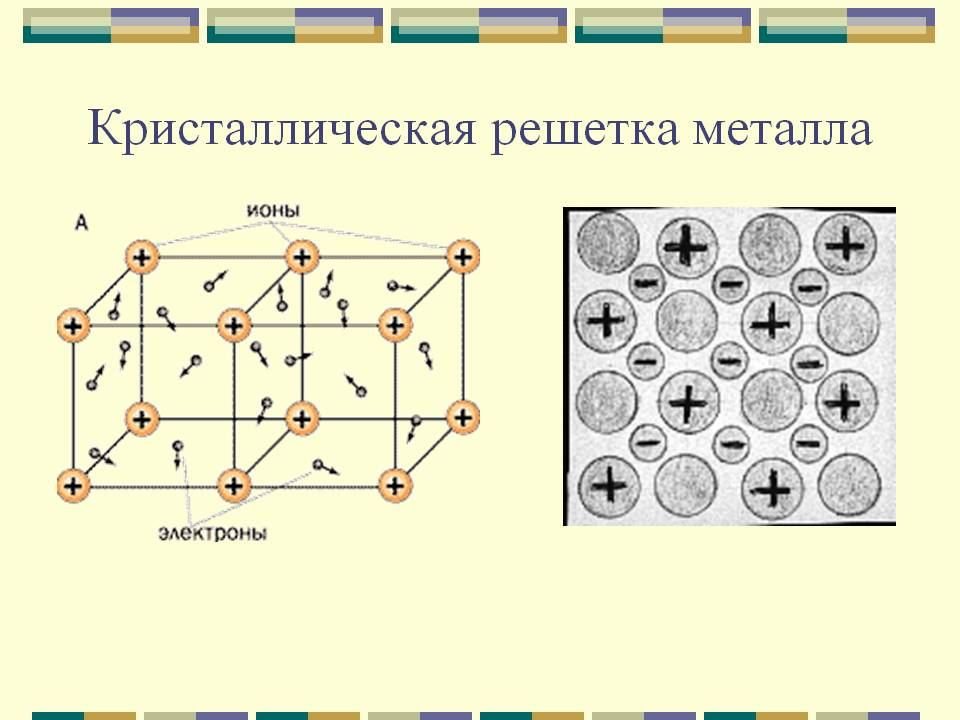 Кристаллическая решетка металла
А
ионы
+ + +
+ + +
+ + +
+ + +
электроны
+ +
- - -
+ +
- - -
+ +
- - -
+ +